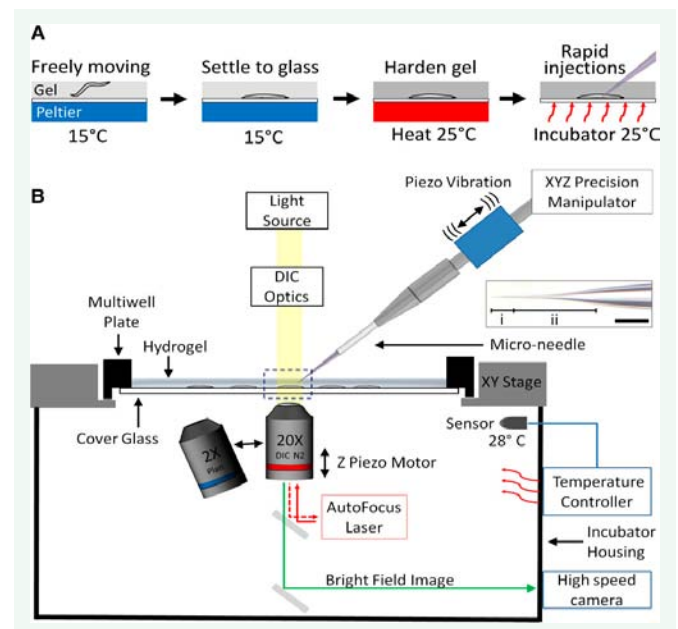 A
Freely moving
Settle to glass
Harden gel
Rapid
injections
Gel
Peltier
15°C
15°C
Heat 25°C
Incubator 25°C
B
Light
Source
Piezo Vibration
XYZ Precision
Manipulator
DIC
Optics
Multiwell
Plate
i
ii
Hydrogel
Micro-needle
XY Stage
Cover Glass
Sensor
28° C
2X
Plan
20X
DIC N2
Z Piezo Motor
Temperature
Controller
AutoFocus
Laser
Incubator
Housing
Bright Field Image
High speed
camera